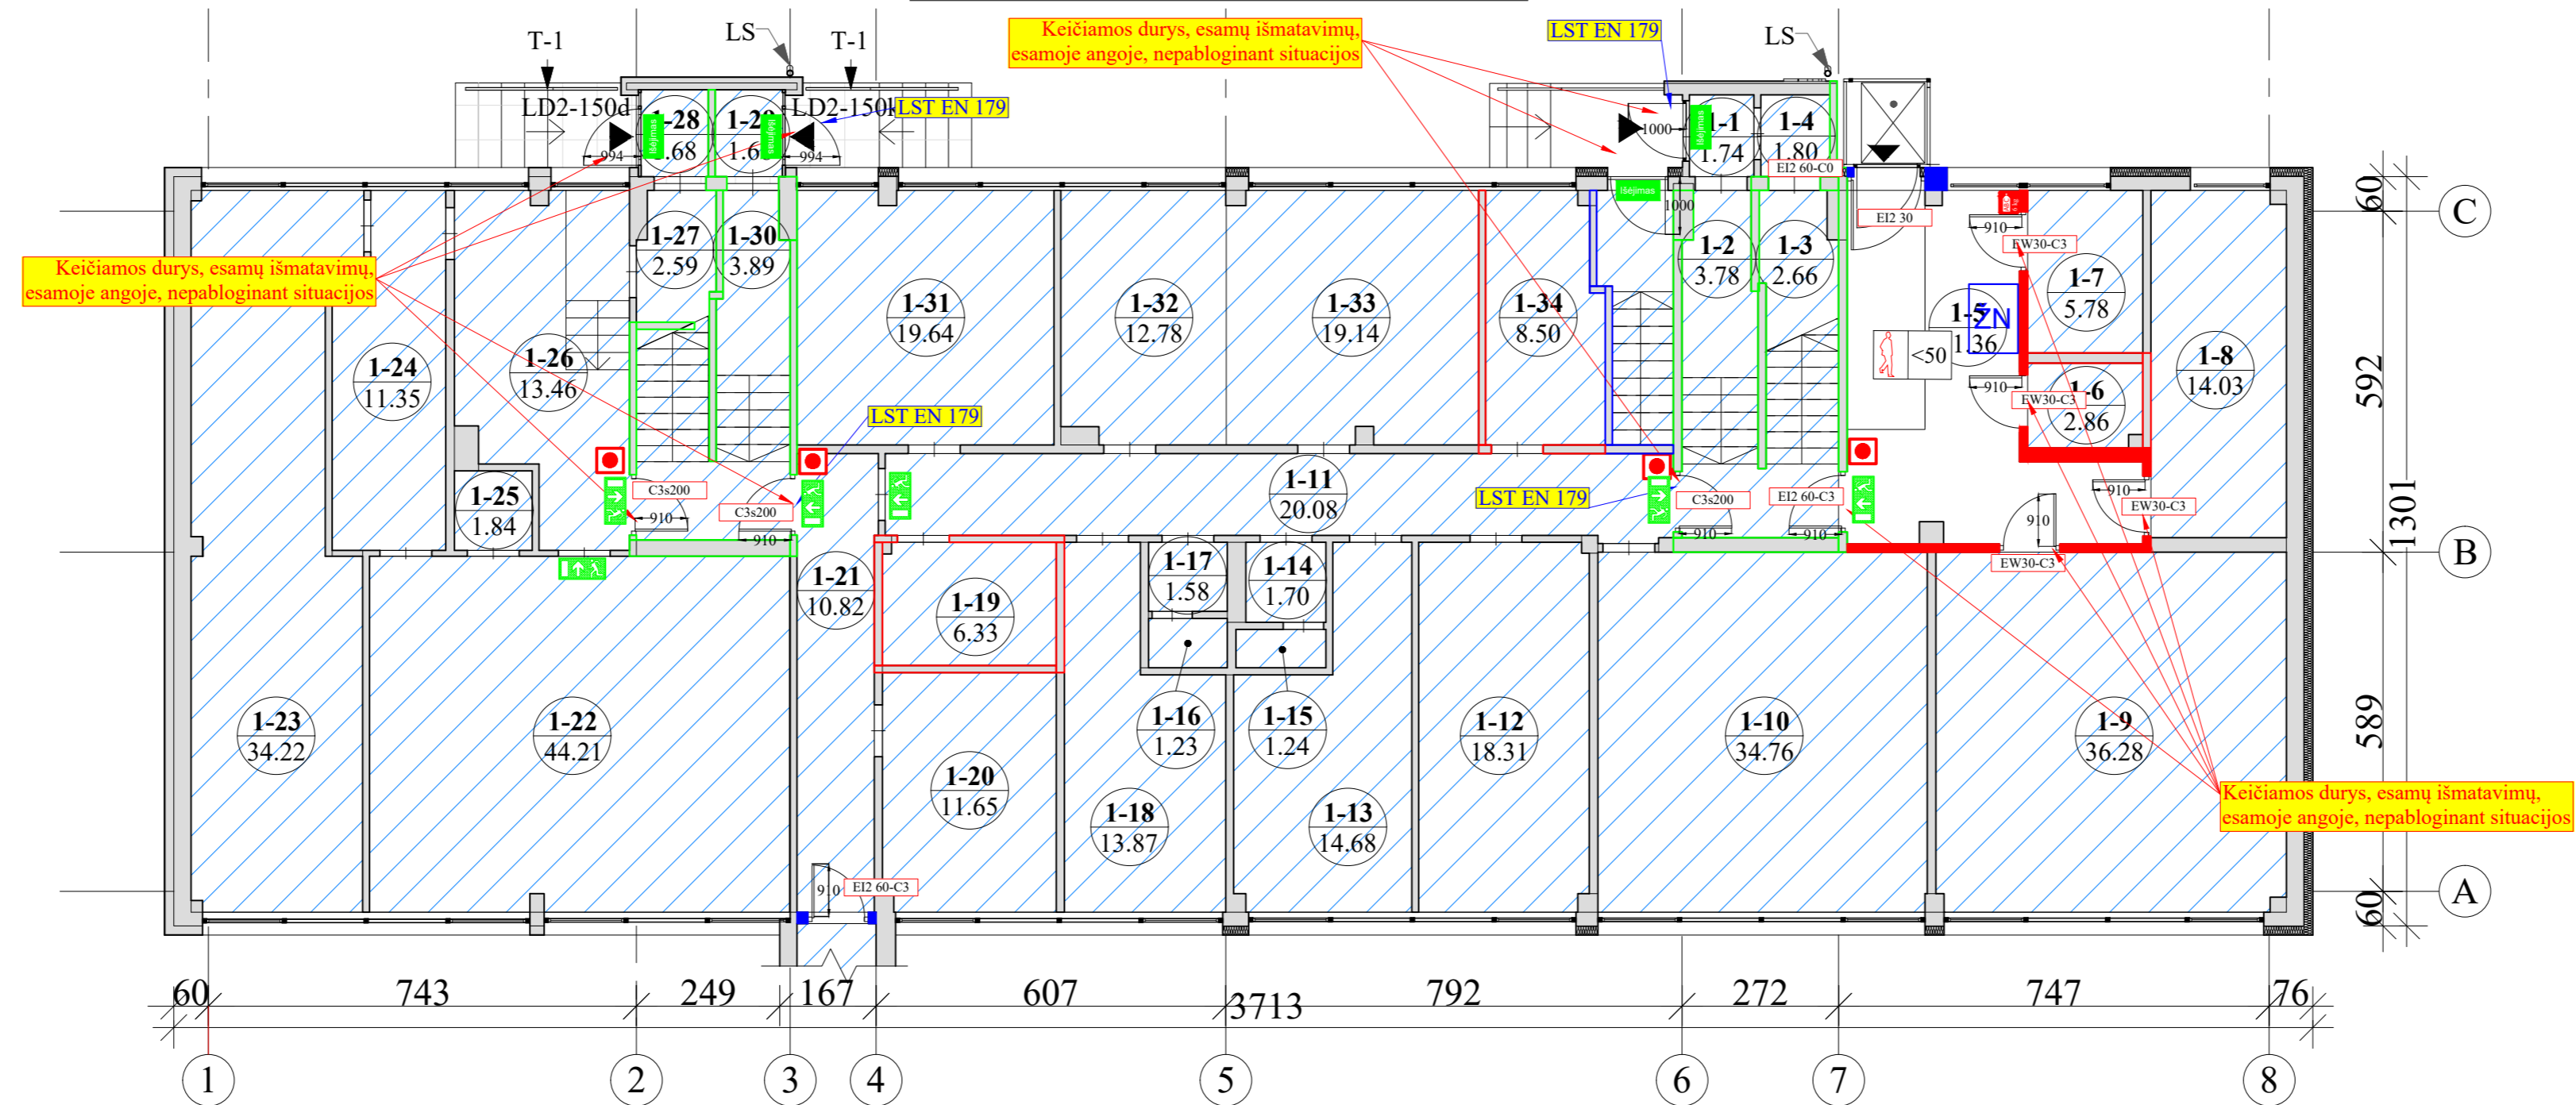 LS
T-1
T-1
Keičiamos durys, esamų išmatavimų,
esamoje angoje, nepabloginant situacijos
LST EN 179
LS
LD2-150d
LST EN 179
1-28
Išėjimas
Išėjimas
994
994
1000
Išėjimas
1-1
1.74
1-4
1.80
EI2 60-C0
Išėjimas
1000
EI2 30
6 kg
910
EW30-C3
C
60
1-27
2.59
1-30
3.89
1-2
3.78
1-3
2.66
1-7
5.78
Keičiamos durys, esamų išmatavimų,
esamoje angoje, nepabloginant situacijos
1-31
19.64
1-32
12.78
1-33
19.14
1-34
8.50
1-5
1.36
ŽN
<50
1-8
14.03
592
1-24
11.35
1-26
13.46
910
EW30-C3
2.86
LST EN 179
1-25
1.84
C3s200
910
C3s200
910
1-11
20.08
LST EN 179
C3s200
910
EI2 60-C3
910
910
EW30-C3
910
EW30-C3
1301
B
1-21
10.82
1-19
6.33
1-17
1.58
1-14
1.70
1-23
34.22
1-22
44.21
1-16
1.23
1-15
1.24
1-12
18.31
1-10
34.76
1-9
36.28
589
1-20
11.65
1-18
13.87
1-13
14.68
Keičiamos durys, esamų išmatavimų,
esamoje angoje, nepabloginant situacijos
910
EI2 60-C3
A
60
60
743
249
167
607
3713
792
272
747
76
1
2
3
4
5
6
7
8